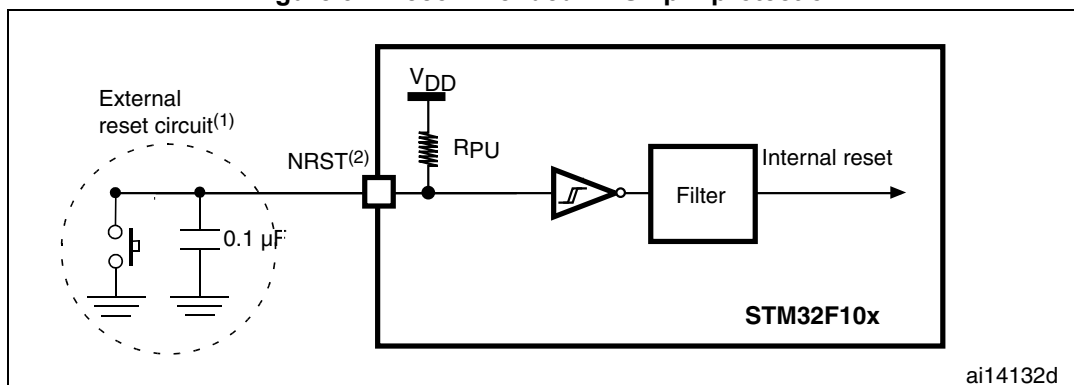 External
reset circuit(1)
VDD
NRST(2)
RPU
Filter
Internal reset
0.1 µF
STM32F10x
ai14132d